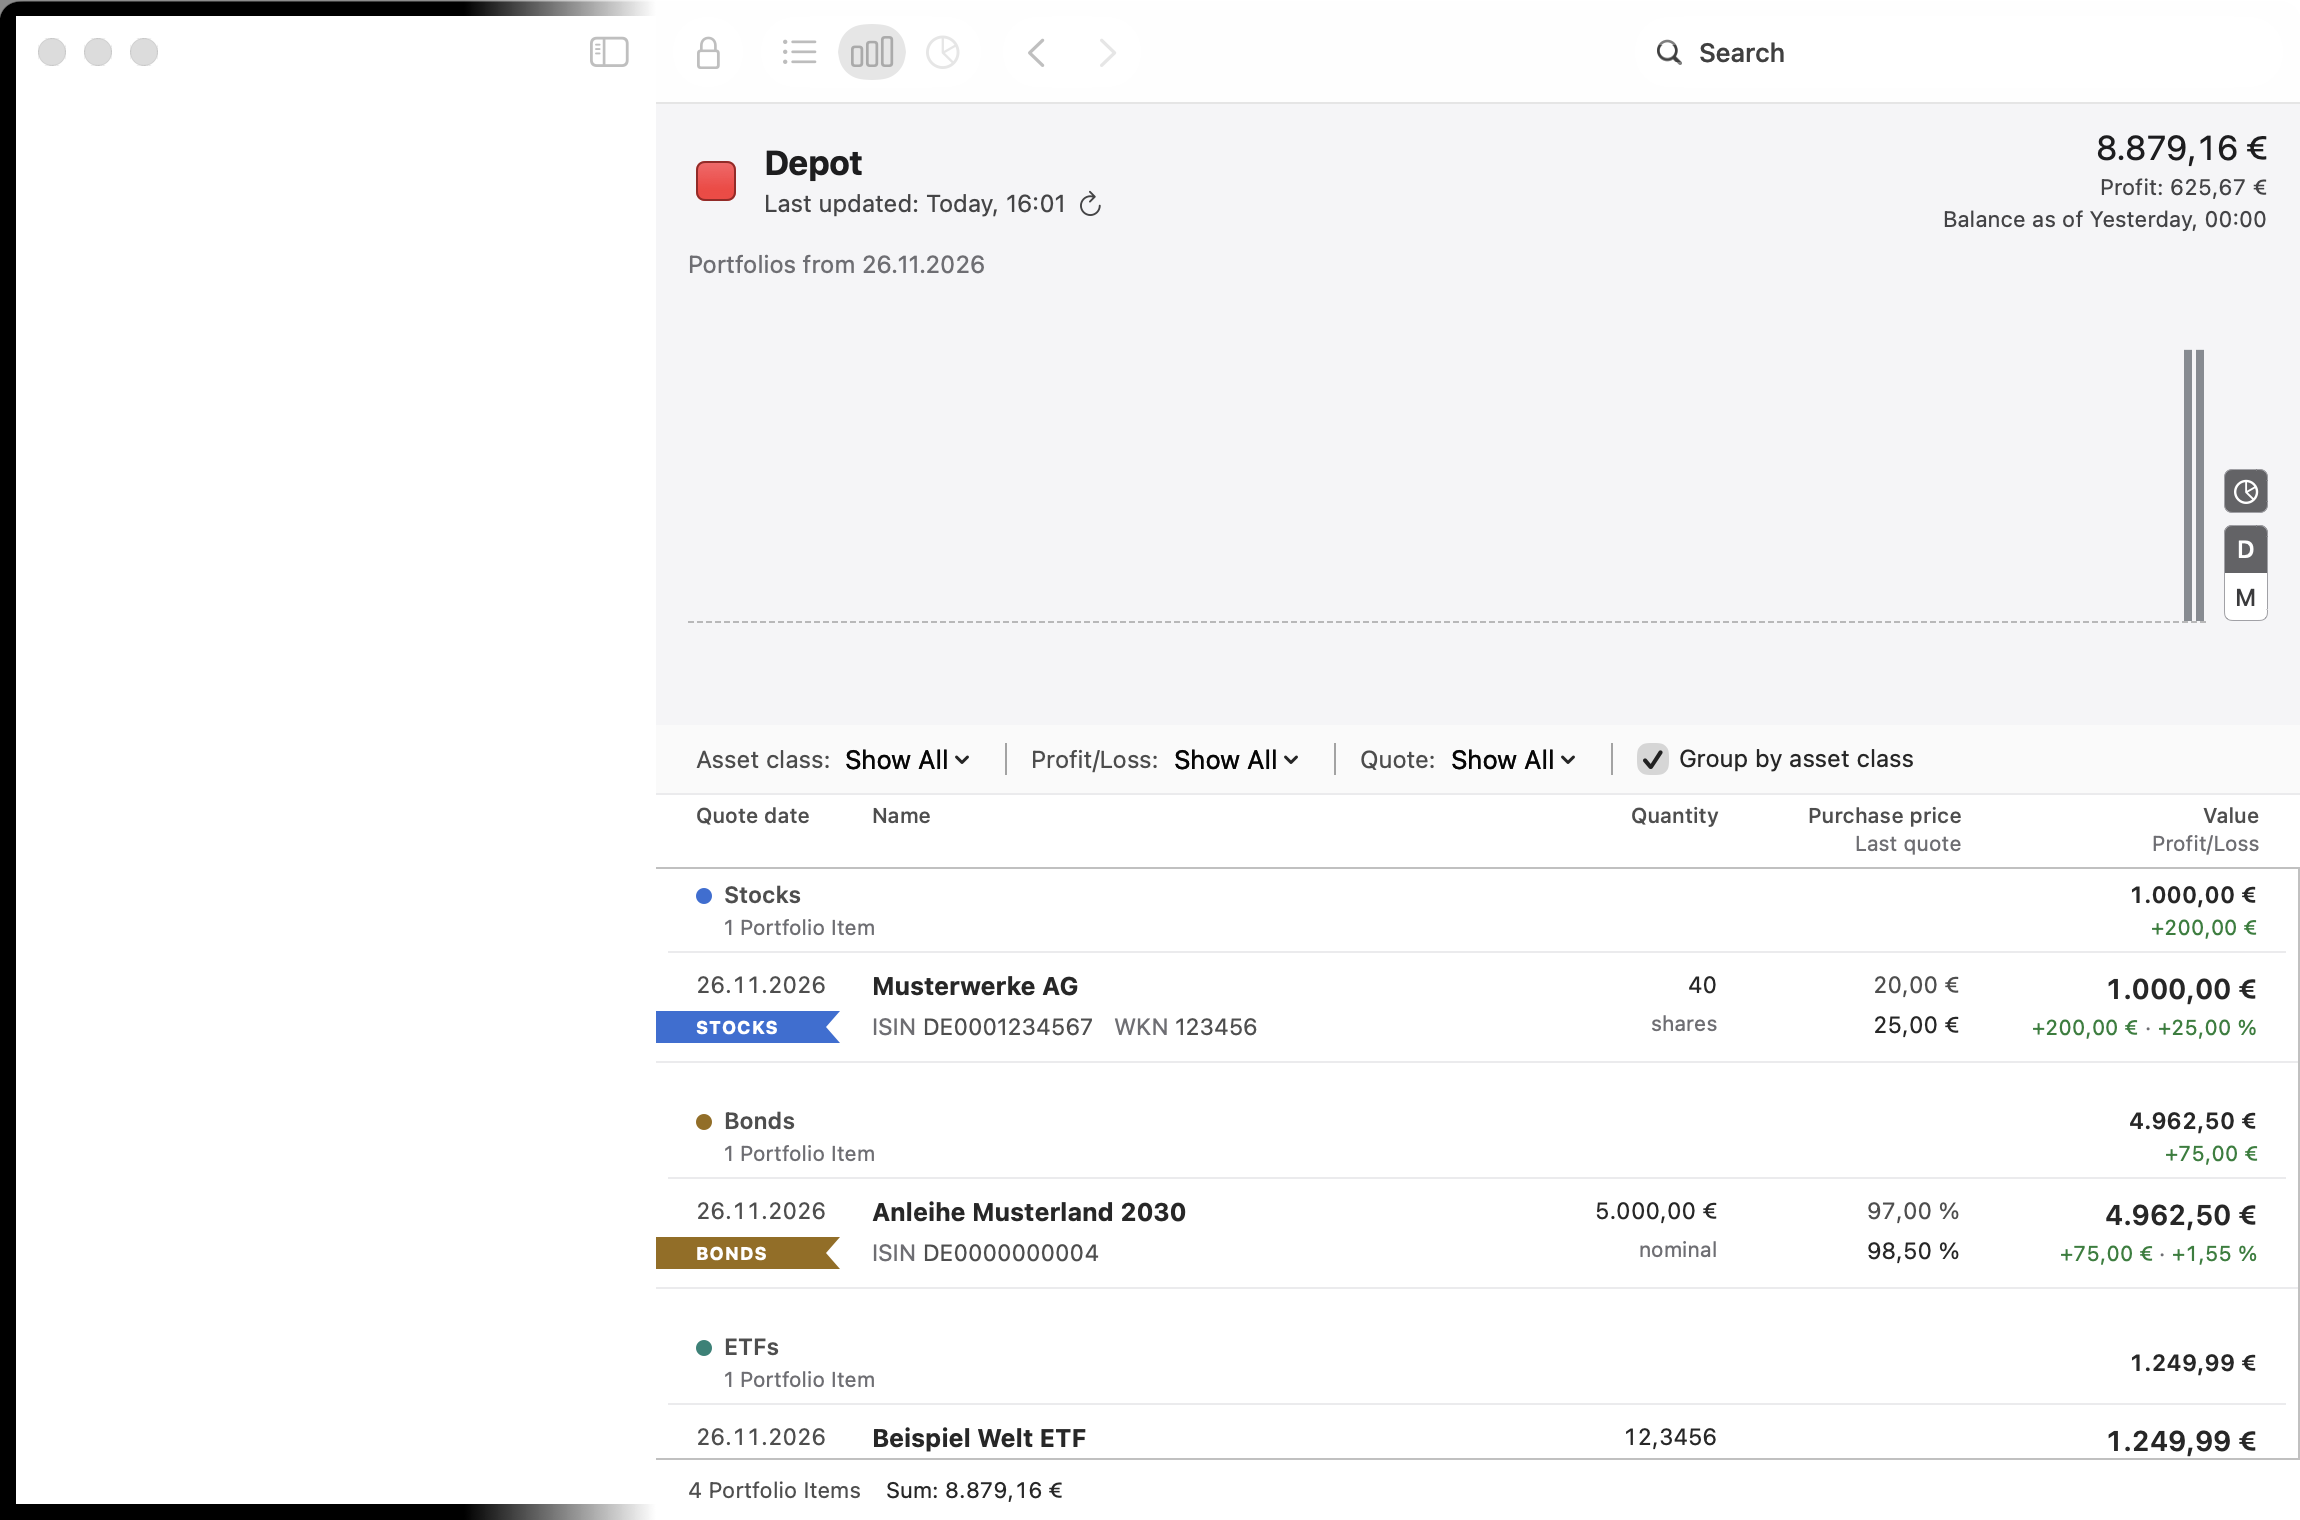 Search
Depot
Last updated: Today, 16:01
8.879,16 €
Profit: 625,67 €
Balance as of Yesterday, 00:00
Portfolios from 26.11.2026
D
M
Asset class: Show All Profit/Loss: Show All Quote: Show All Group by asset class
Quote date Name Quantity Purchase price Value
Last quote Profit/Loss
Stocks 1.000,00 €
1 Portfolio Item +200,00 €
26.11.2026 Musterwerke AG 40 20,00 € 1.000,00 €
STOCKS ISIN DE0001234567 WKN 123456 shares 25,00 € +200,00 € · +25,00 %
Bonds 4.962,50 €
1 Portfolio Item +75,00 €
26.11.2026 Anleihe Musterland 2030 5.000,00 € 97,00 % 4.962,50 €
BONDS ISIN DE0000000004 nominal 98,50 % +75,00 € · +1,55 %
ETFs 1.249,99 €
1 Portfolio Item
26.11.2026 Beispiel Welt ETF 12,3456 1.249,99 €
4 Portfolio Items Sum: 8.879,16 €